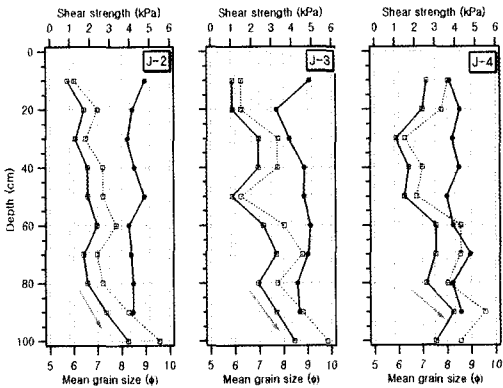 Shear strength (kPa) Shear strength (kPa) Shear strength (kPa)
0 1 2 3 4 5 6 0 1 2 3 4 5 6 0 1 2 3 4 5 6
J-2 J-3 J-4
0
20
40
60
80
100
Depth (cm)
5 6 7 8 9 10 5 6 7 8 9 10 5 6 7 8 9 10
Mean grain size (ϕ) Mean grain size (ϕ) Mean grain size (ϕ)